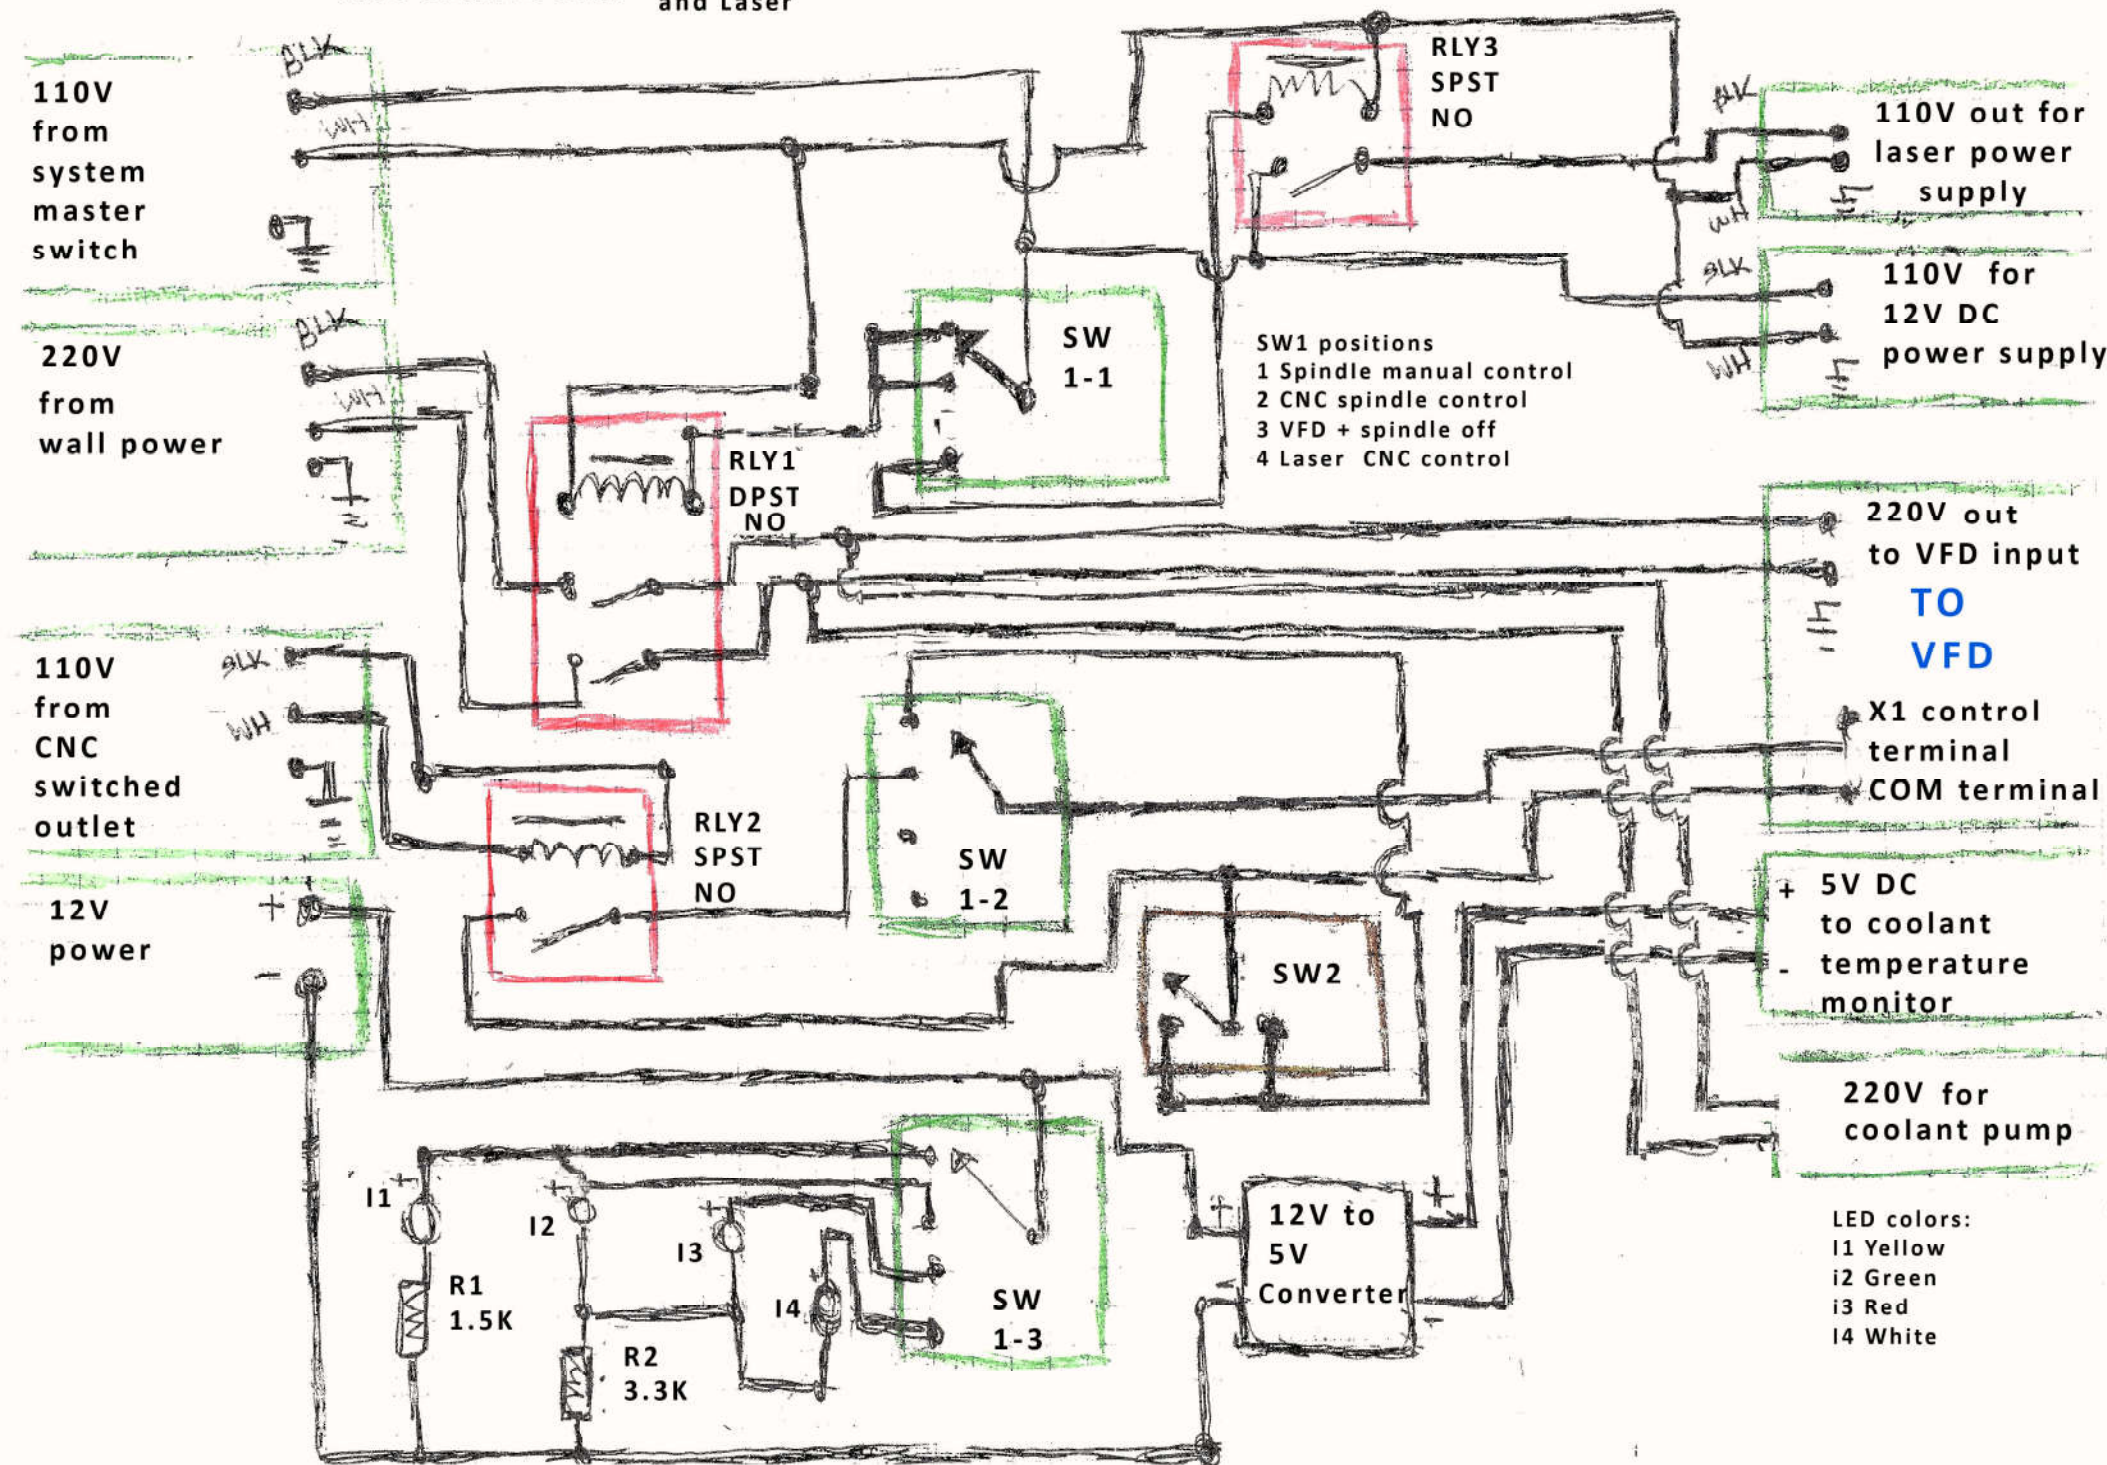 and Laser
BLK
110V
from
system
master
switch
WH
BLK
220V
from
wall power
WH
110V
from
CNC
switched
outlet
BLK
WH
12V
power
+
-
RLY3
SPST
NO
BLK
110V out for
laser power
supply
WH
BLK
110V for
12V DC
power supply
WH
SW
1-1
SW1 positions
1 Spindle manual control
2 CNC spindle control
3 VFD + spindle off
4 Laser CNC control
RLY1
DPST
NO
220V out
to VFD input
TO
VFD
X1 control
terminal
COM terminal
RLY2
SPST
NO
SW
1-2
SW2
+ 5V DC
to coolant
temperature
- monitor
220V for
coolant pump
I1
+
I2
+
I3
+
I4
+
R1
1.5K
R2
3.3K
SW
1-3
+
-
12V to
5V
Converter
+
-
LED colors:
I1 Yellow
i2 Green
i3 Red
I4 White